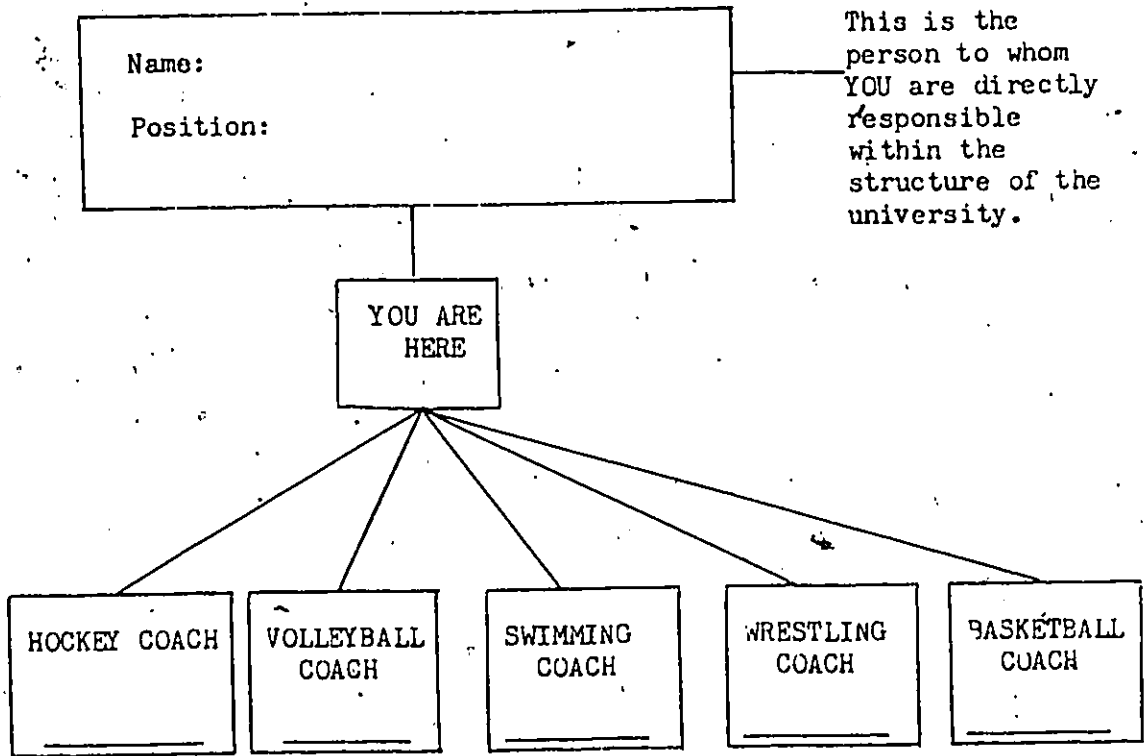 Name:
Position:
This is the
person to whom
YOU are directly
responsible
within the
structure of the
university.
YOU ARE
HERE
HOCKEY COACH
VOLLEYBALL
COACH
SWIMMING
COACH
WRESTLING
COACH
BASKETBALL
COACH